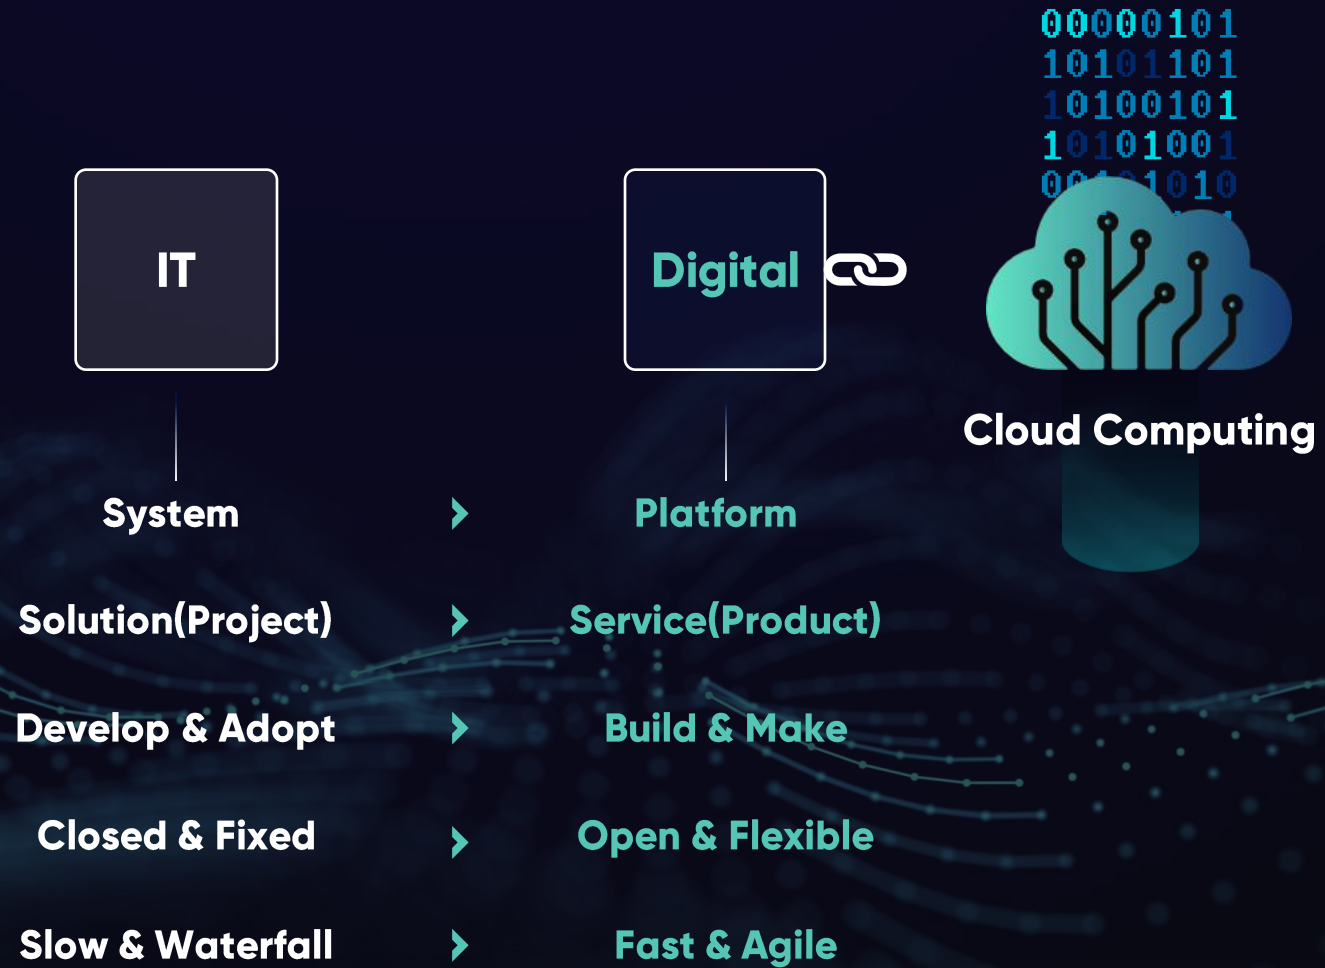 00000101
10101101
10100101
10101001
IT
Digital
Cloud Computing
System
Platform
Solution(Project)
Service(Product)
Develop & Adopt
Build & Make
Closed & Fixed
Open & Flexible
Slow & Waterfall
Fast & Agile